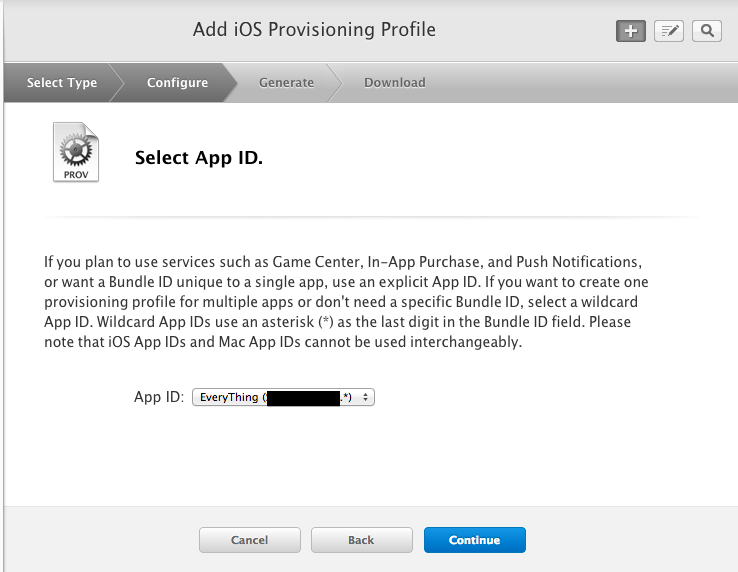 Add iOS Provisioning Profile
Select Type
Configure
Generate
Download
PROV
Select App ID.
If you plan to use services such as Game Center, In-App Purchase, and Push Notifications,
or want a Bundle ID unique to a single app, use an explicit App ID. If you want to create one
provisioning profile for multiple apps or don't need a specific Bundle ID, select a wildcard
App ID. Wildcard App IDs use an asterisk (*) as the last digit in the Bundle ID field. Please
note that iOS App IDs and Mac App IDs cannot be used interchangeably.
App ID: EveryThing ( .*)
Cancel
Back
Continue